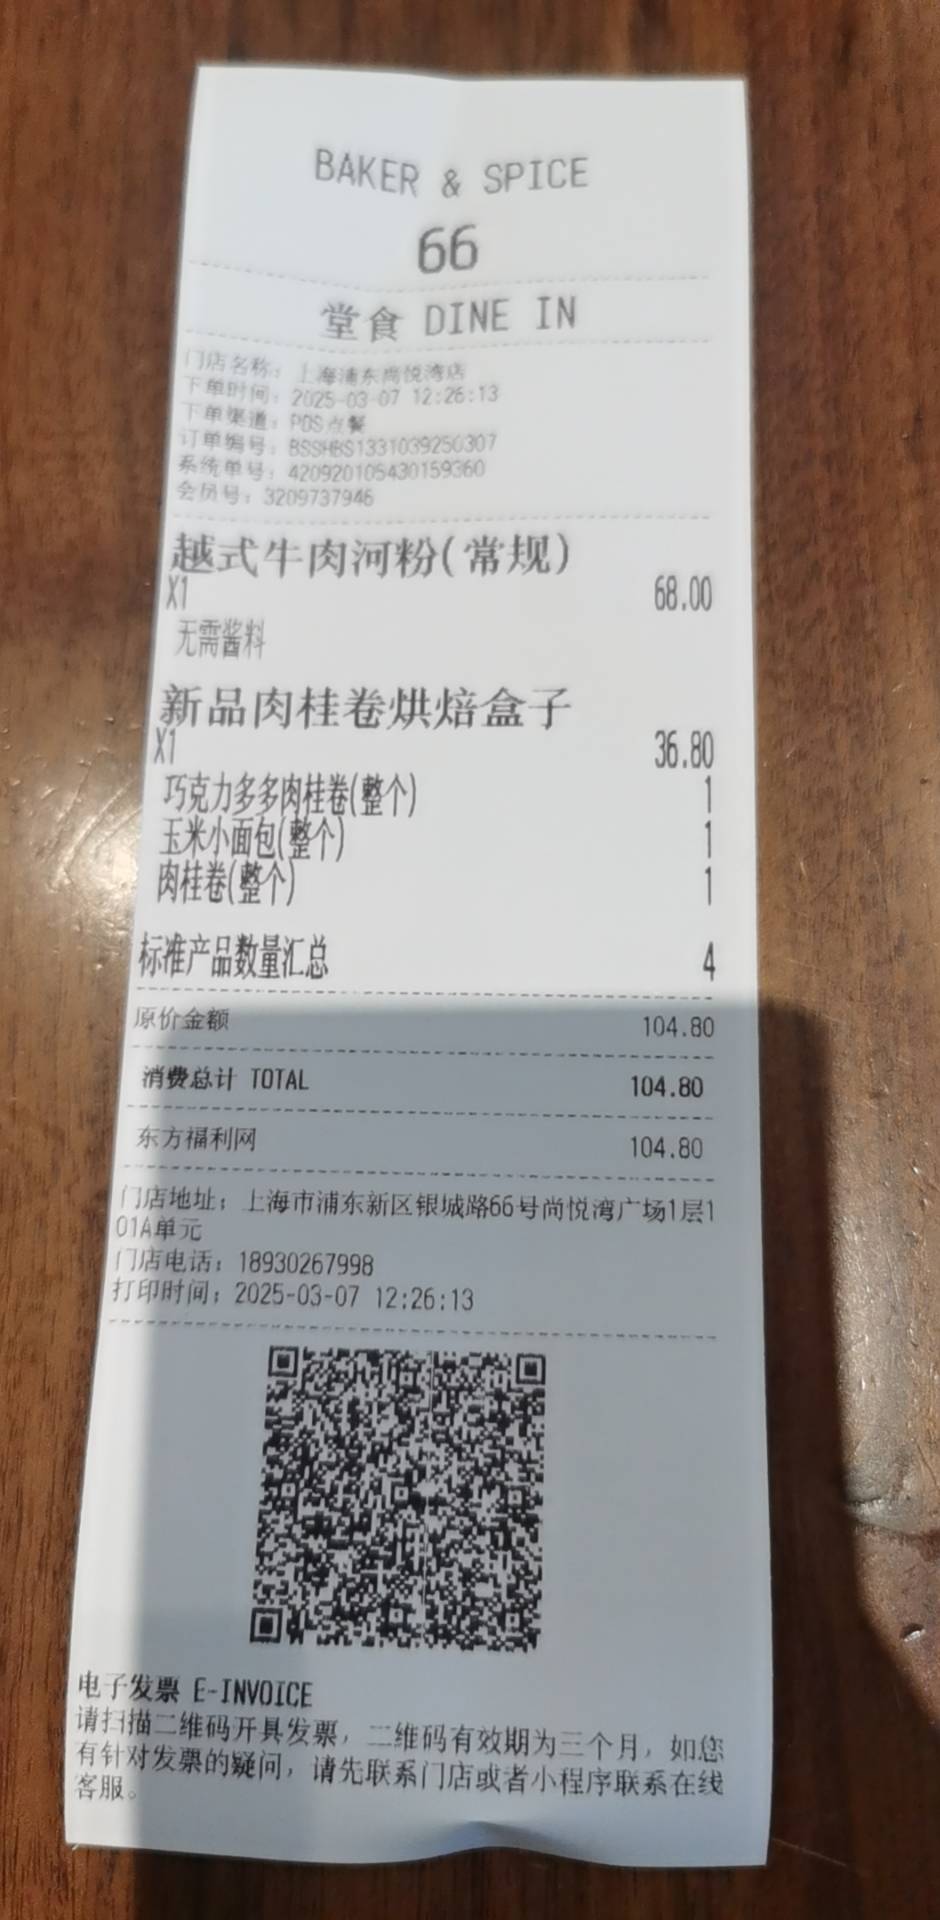 BAKER & SPICE
66
堂食 DINE IN
门店名称：上海浦东尚悦湾店
下单时间：2025-03-07 12:26:13
下单渠道：POS点餐
订单编号：BSSHBS1331039250307
系统单号：420920105430159360
会员号：3209737946
越式牛肉河粉(常规)
X1 68.00
无需酱料
新品肉桂卷烘焙盒子
X1 36.80
巧克力多多肉桂卷(整个) 1
玉米小面包(整个) 1
肉桂卷(整个) 1
标准产品数量汇总 4
原价金额 104.80
消费总计 TOTAL 104.80
东方福利网 104.80
门店地址：上海市浦东新区银城路66号尚悦湾广场1层1
01A单元
门店电话：18930267998
打印时间：2025-03-07 12:26:13
电子发票 E-INVOICE
请扫描二维码开具发票，二维码有效期为三个月，如您
有针对发票的疑问，请先联系门店或者小程序联系在线
客服。